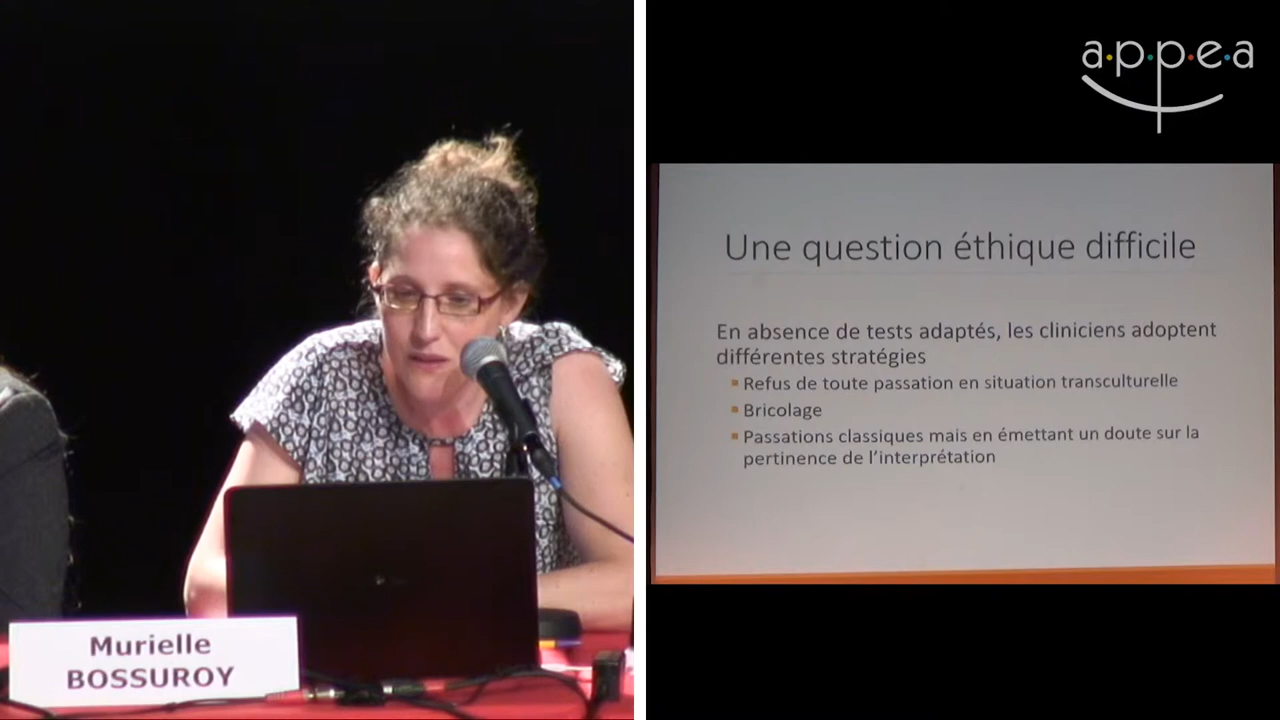 Murielle
BOSSUROY
a.p.p.e.a
Une question éthique difficile
En absence de tests adaptés, les cliniciens adoptent
différentes stratégies
Refus de toute passation en situation transculturelle
Bricolage
Passations classiques mais en émettant un doute sur la
pertinence de l'interprétation